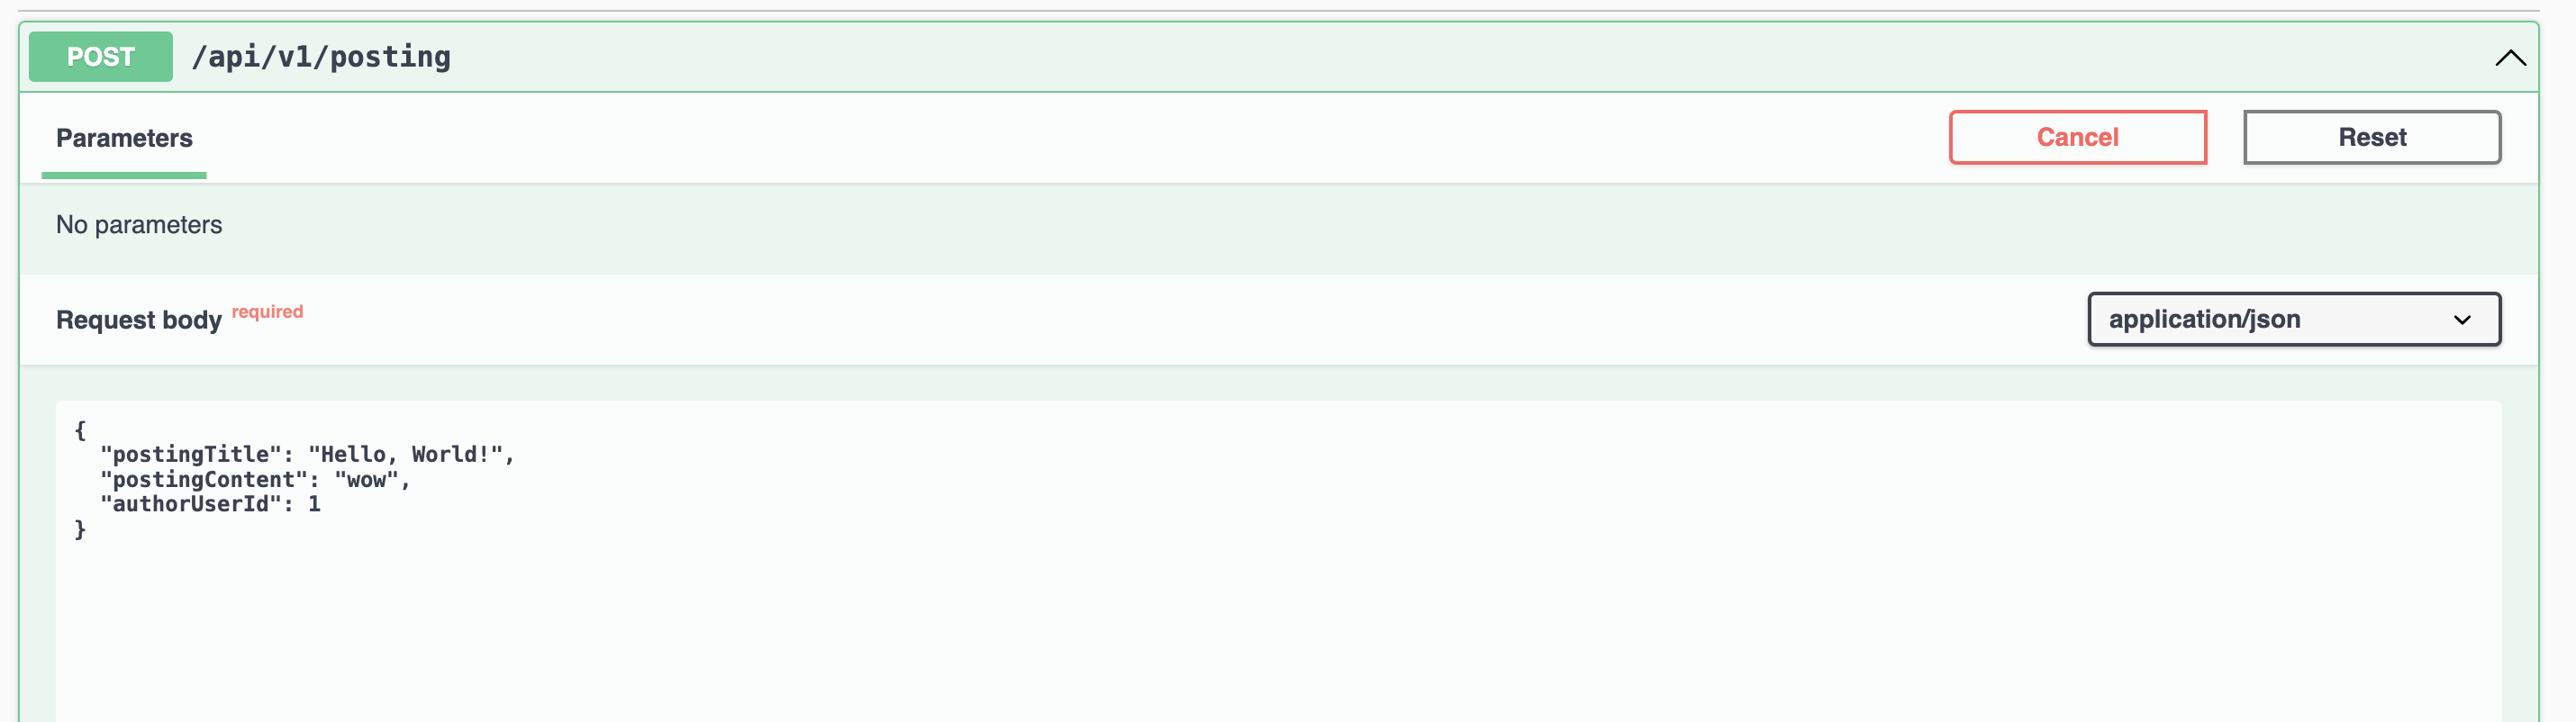 POST /api/v1/posting
Parameters
Cancel
Reset
No parameters
Request body required
application/json
{
  "postingTitle": "Hello, World!",
  "postingContent": "wow",
  "authorUserId": 1
}